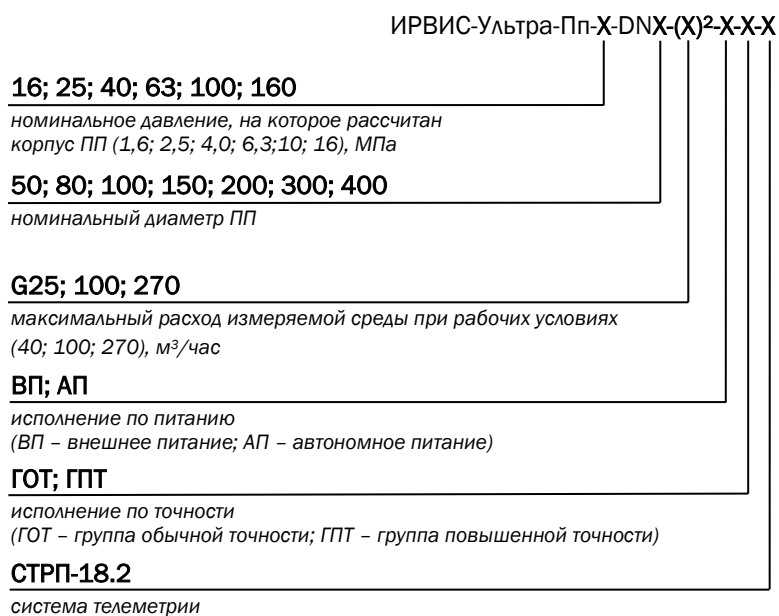 ИРВИС-Ультра-Пп-Х-DNX-(X)²-Х-Х-Х
16; 25; 40; 63; 100; 160
номинальное давление, на которое рассчитан
корпус ПП (1,6; 2,5; 4,0; 6,3;10; 16), МПа
50; 80; 100; 150; 200; 300; 400
номинальный диаметр ПП
G25; 100; 270
максимальный расход измеряемой среды при рабочих условиях
(40; 100; 270), м³/час
ВП; АП
исполнение по питанию
(ВП – внешнее питание; АП – автономное питание)
ГОТ; ГПТ
исполнение по точности
(ГОТ – группа обычной точности; ГПТ – группа повышенной точности)
СТРП-18.2
система телеметрии